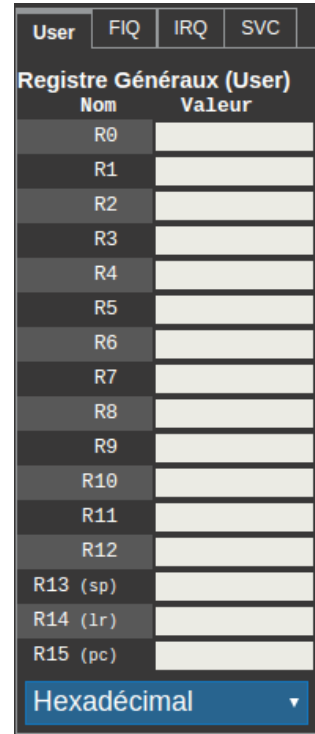 User FIQ IRQ SVC
Registre Généraux (User)
Nom Valeur
R0
R1
R2
R3
R4
R5
R6
R7
R8
R9
R10
R11
R12
R13 (sp)
R14 (lr)
R15 (pc)
Hexadécimal